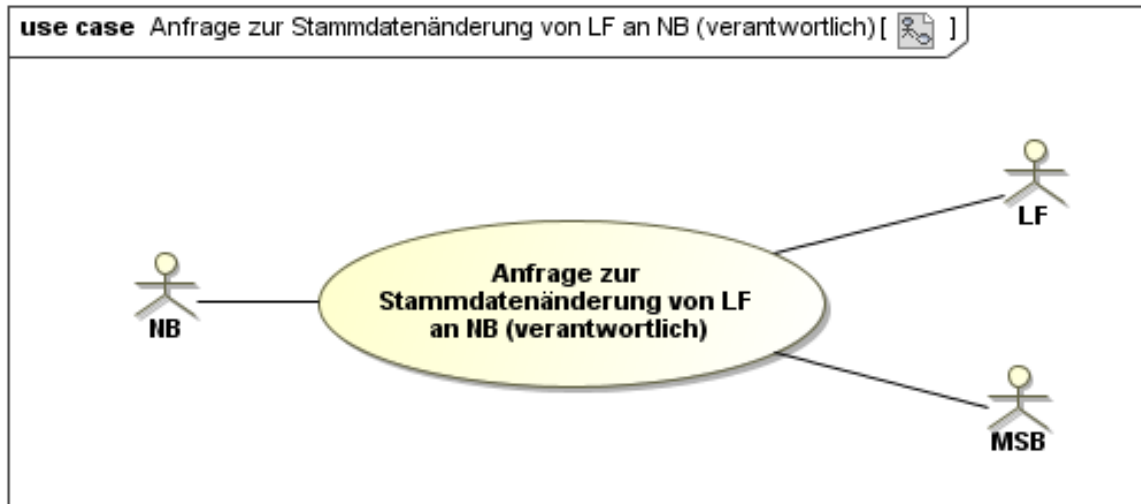 use case Anfrage zur Stammdatenänderung von LF an NB (verantwortlich) [ ]
LF
Anfrage zur
Stammdatenänderung von LF
an NB (verantwortlich)
NB
MSB